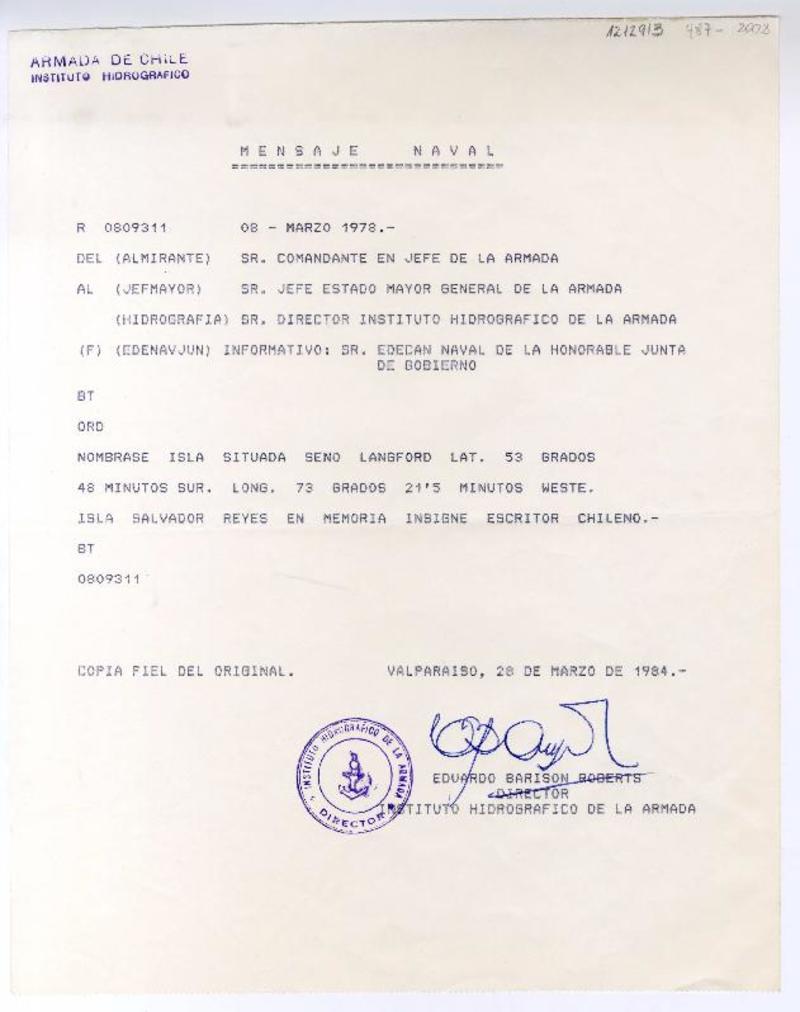 1212913 487- 2008
ARMADA DE CHILE
INSTITUTO HIDROGRAFICO
MENSAJE NAVAL
==============================
R 0809311 08 - MARZO 1978.-
DEL (ALMIRANTE) SR. COMANDANTE EN JEFE DE LA ARMADA
AL (JEFMAYOR) SR. JEFE ESTADO MAYOR GENERAL DE LA ARMADA
(HIDROGRAFIA) SR. DIRECTOR INSTITUTO HIDROGRAFICO DE LA ARMADA
(F) (EDENAVJUN) INFORMATIVO: SR. EDECAN NAVAL DE LA HONORABLE JUNTA
DE GOBIERNO
BT
ORD
NOMBRASE ISLA SITUADA SENO LANGFORD LAT. 53 GRADOS
48 MINUTOS SUR. LONG. 73 GRADOS 21'5 MINUTOS WESTE.
ISLA SALVADOR REYES EN MEMORIA INSIGNE ESCRITOR CHILENO.-
BT
0809311
COPIA FIEL DEL ORIGINAL. VALPARAISO, 28 DE MARZO DE 1984.-
INSTITUTO HIDROGRAFICO DE LA ARMADA
DIRECTOR
EDUARDO BARISON ROBERTS
DIRECTOR
INSTITUTO HIDROGRAFICO DE LA ARMADA